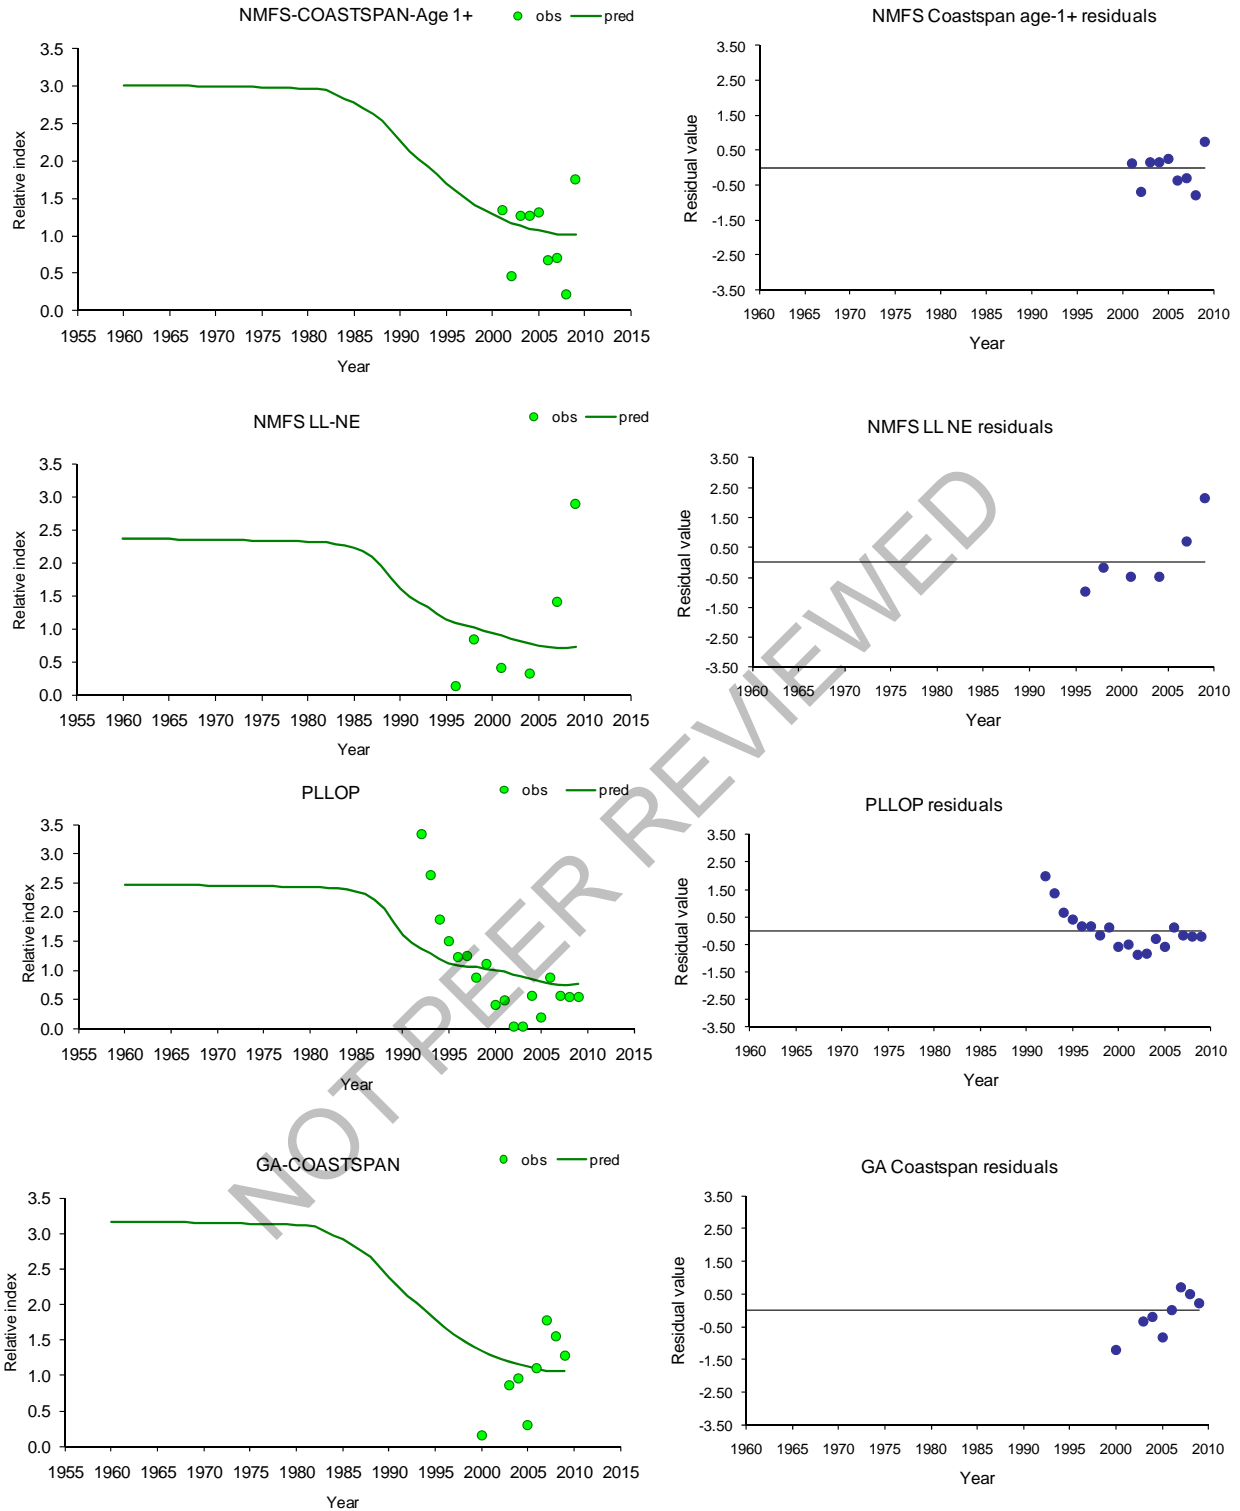 NMFS-COASTSPAN-Age 1+
obs pred
3.5
3.0
2.5
2.0
1.5
1.0
0.5
0.0
Relative index
1955 1960 1965 1970 1975 1980 1985 1990 1995 2000 2005 2010 2015
Year
NMFS Coastspan age-1+ residuals
3.50
2.50
1.50
0.50
-0.50
-1.50
-2.50
-3.50
Residual value
1960 1965 1970 1975 1980 1985 1990 1995 2000 2005 2010
Year
NMFS LL-NE
obs pred
3.5
3.0
2.5
2.0
1.5
1.0
0.5
0.0
Relative index
1955 1960 1965 1970 1975 1980 1985 1990 1995 2000 2005 2010 2015
Year
NMFS LL NE residuals
3.50
2.50
1.50
0.50
-0.50
-1.50
-2.50
-3.50
Residual value
1960 1965 1970 1975 1980 1985 1990 1995 2000 2005 2010
Year
PLLOP
obs pred
3.5
3.0
2.5
2.0
1.5
1.0
0.5
0.0
Relative index
1955 1960 1965 1970 1975 1980 1985 1990 1995 2000 2005 2010 2015
Year
PLLOP residuals
3.50
2.50
1.50
0.50
-0.50
-1.50
-2.50
-3.50
Residual value
1960 1965 1970 1975 1980 1985 1990 1995 2000 2005 2010
Year
GA-COASTSPAN
obs pred
3.5
3.0
2.5
2.0
1.5
1.0
0.5
0.0
Relative index
1955 1960 1965 1970 1975 1980 1985 1990 1995 2000 2005 2010 2015
Year
GA Coastspan residuals
3.50
2.50
1.50
0.50
-0.50
-1.50
-2.50
-3.50
Residual value
1960 1965 1970 1975 1980 1985 1990 1995 2000 2005 2010
Year
NOT PEER REVIEWED